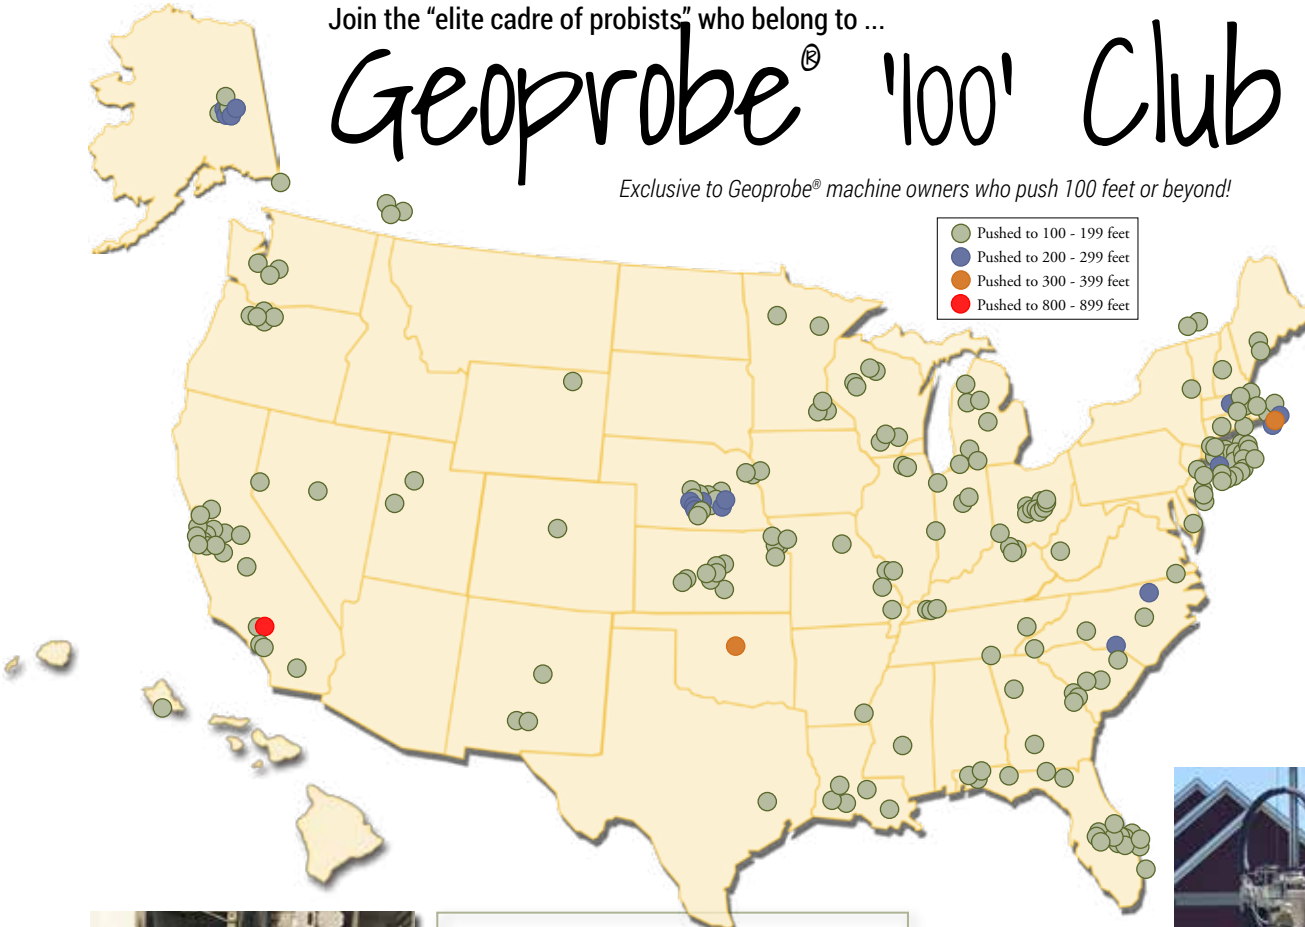 Join the “elite cadre of probists” who belong to ...
Geoprobe® '100' Club
Exclusive to Geoprobe® machine owners who push 100 feet or beyond!
Pushed to 100 - 199 feet
Pushed to 200 - 299 feet
Pushed to 300 - 399 feet
Pushed to 800 - 899 feet